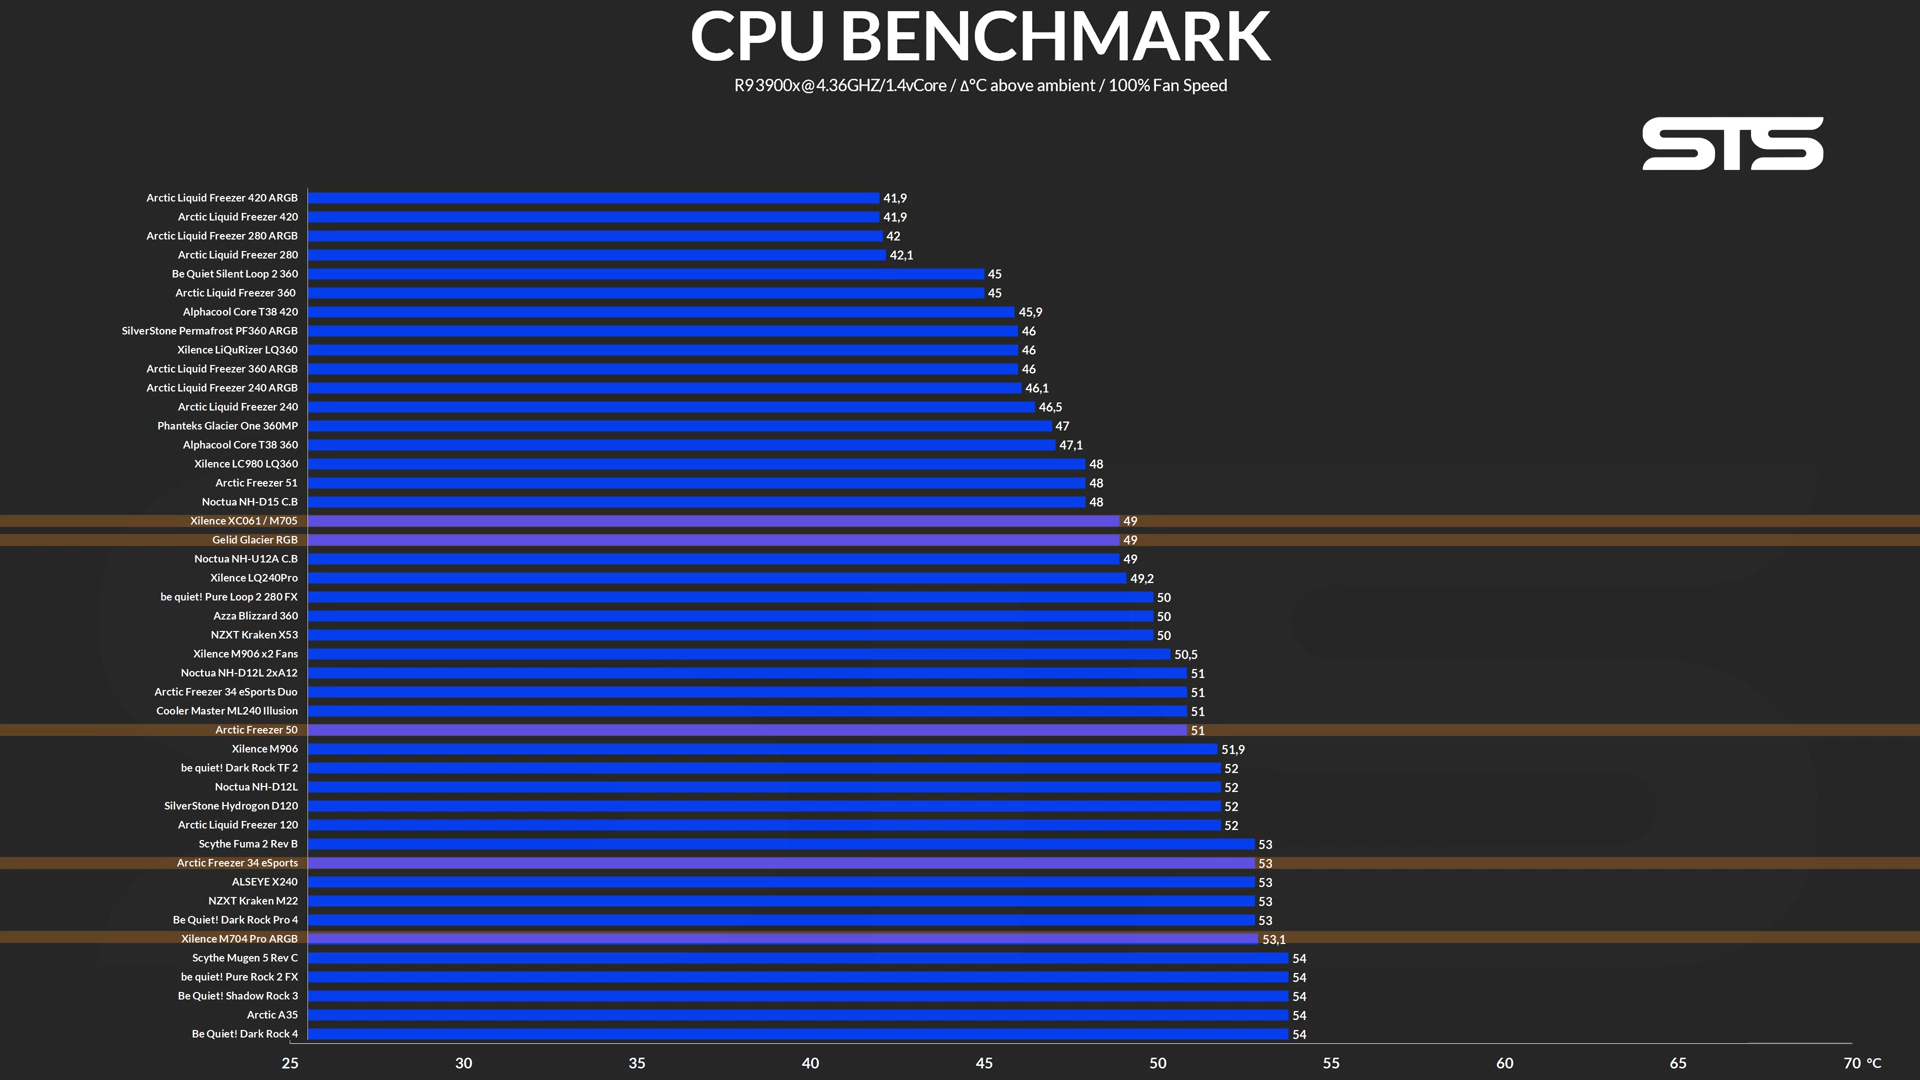 CPU BENCHMARK
R9 3900x@4.36GHZ/1.4vCore / Δ°C above ambient / 100% Fan Speed
STS
Arctic Liquid Freezer 420 ARGB 41,9
Arctic Liquid Freezer 420 41,9
Arctic Liquid Freezer 280 ARGB 42
Arctic Liquid Freezer 280 42,1
Be Quiet Silent Loop 2 360 45
Arctic Liquid Freezer 360 45
Alphacool Core T38 420 45,9
SilverStone Permafrost PF360 ARGB 46
Xilence LiQuRizer LQ360 46
Arctic Liquid Freezer 360 ARGB 46
Arctic Liquid Freezer 240 ARGB 46,1
Arctic Liquid Freezer 240 46,5
Phanteks Glacier One 360MP 47
Alphacool Core T38 360 47,1
Xilence LC980 LQ360 48
Arctic Freezer 51 48
Noctua NH-D15 C.B 48
Xilence XC061 / M705 49
Gelid Glacier RGB 49
Noctua NH-U12A C.B 49
Xilence LQ240Pro 49,2
be quiet! Pure Loop 2 280 FX 50
Azza Blizzard 360 50
NZXT Kraken X53 50
Xilence M906 x2 Fans 50,5
Noctua NH-D12L 2xA12 51
Arctic Freezer 34 eSports Duo 51
Cooler Master ML240 Illusion 51
Arctic Freezer 50 51
Xilence M906 51,9
be quiet! Dark Rock TF 2 52
Noctua NH-D12L 52
SilverStone Hydrogon D120 52
Arctic Liquid Freezer 120 52
Scythe Fuma 2 Rev B 53
Arctic Freezer 34 eSports 53
ALSEYE X240 53
NZXT Kraken M22 53
Be Quiet! Dark Rock Pro 4 53
Xilence M704 Pro ARGB 53,1
Scythe Mugen 5 Rev C 54
be quiet! Pure Rock 2 FX 54
Be Quiet! Shadow Rock 3 54
Arctic A35 54
Be Quiet! Dark Rock 4 54
25 30 35 40 45 50 55 60 65 70 °C